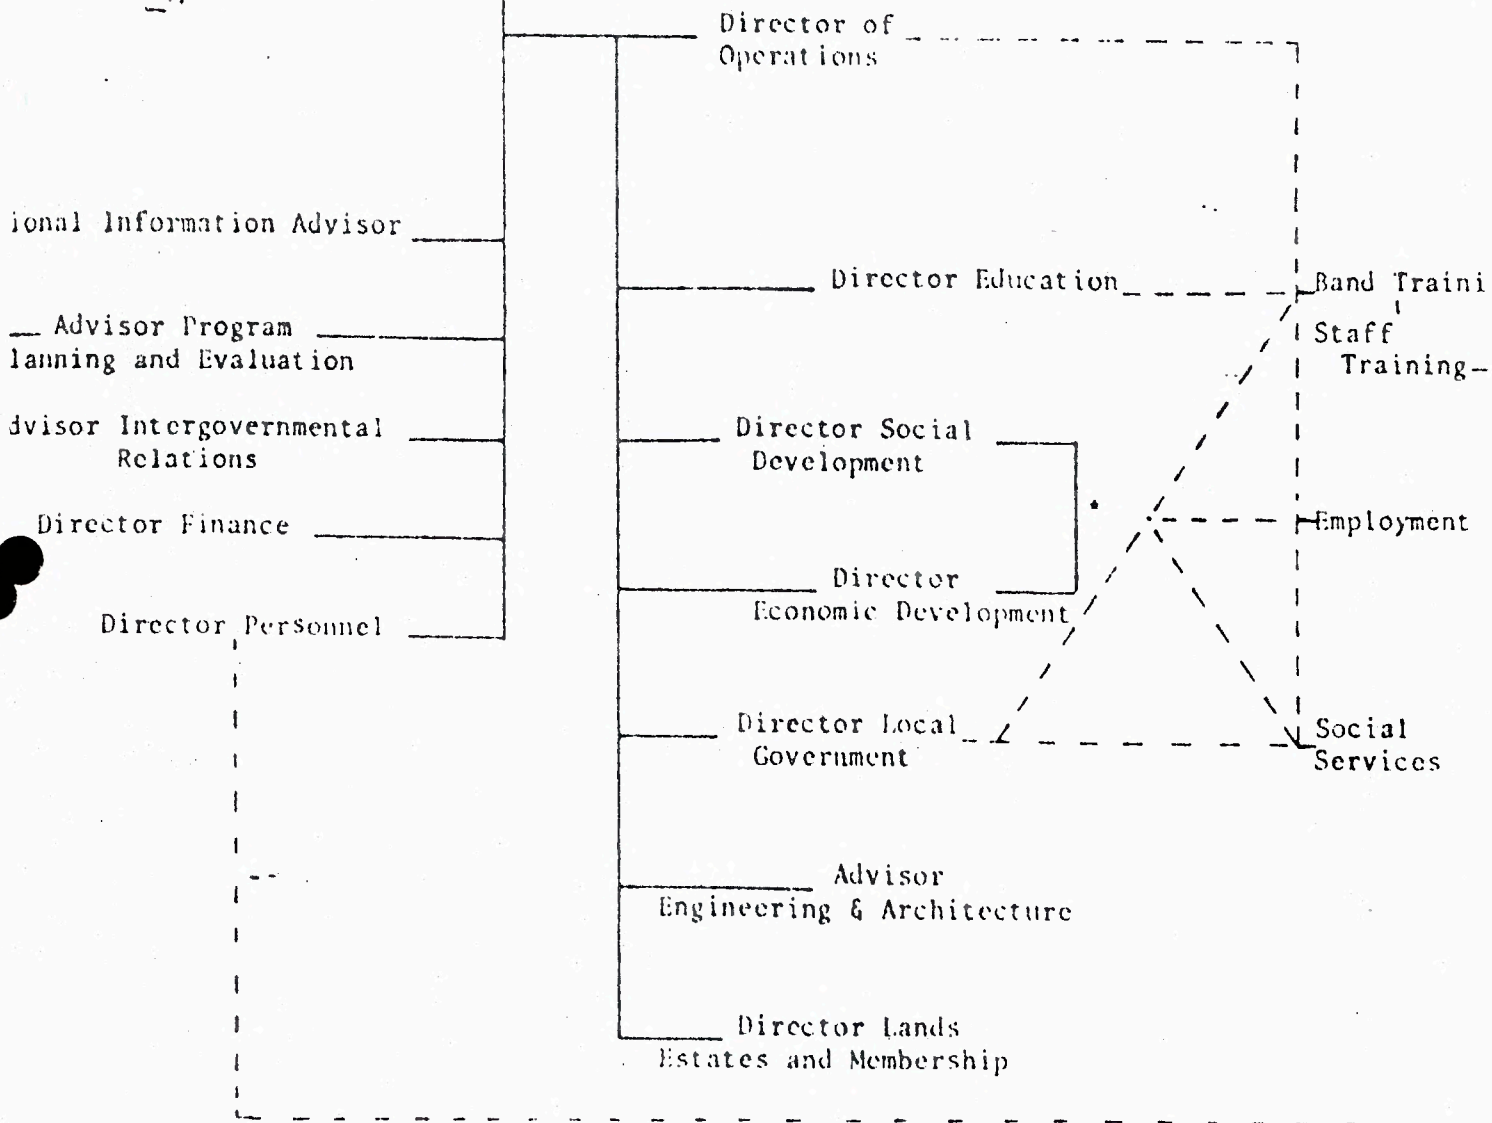 Director of
Operations
ional Information Advisor
Director Education
Band Traini
Advisor Program
lanning and Evaluation
Staff
Training-
dvisor Intergovernmental
Relations
Director Social
Development
*
Director Finance
Employment
Director
Economic Development
Director Personnel
Director Local
Government
Social
Services
Advisor
Engineering & Architecture
Director Lands
Estates and Membership